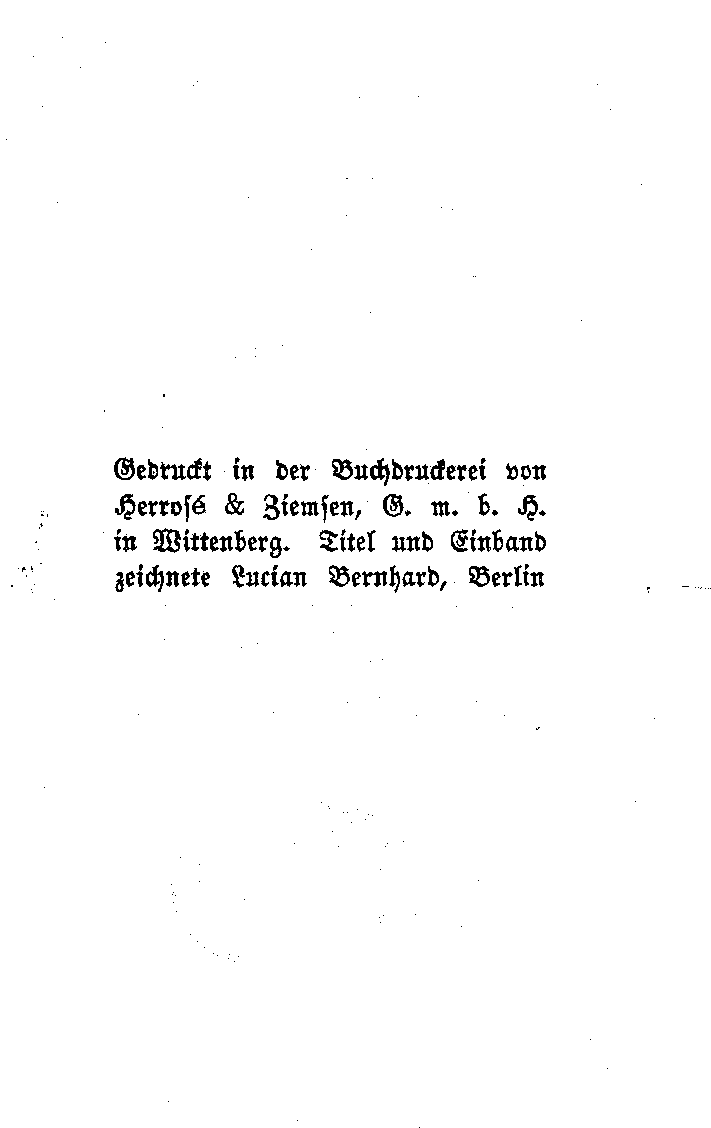 Gedruckt in der Buchdruckerei von
Herrosé & Ziemsen, G. m. b. H.
in Wittenberg. Titel und Einband
zeichnete Lucian Bernhard, Berlin